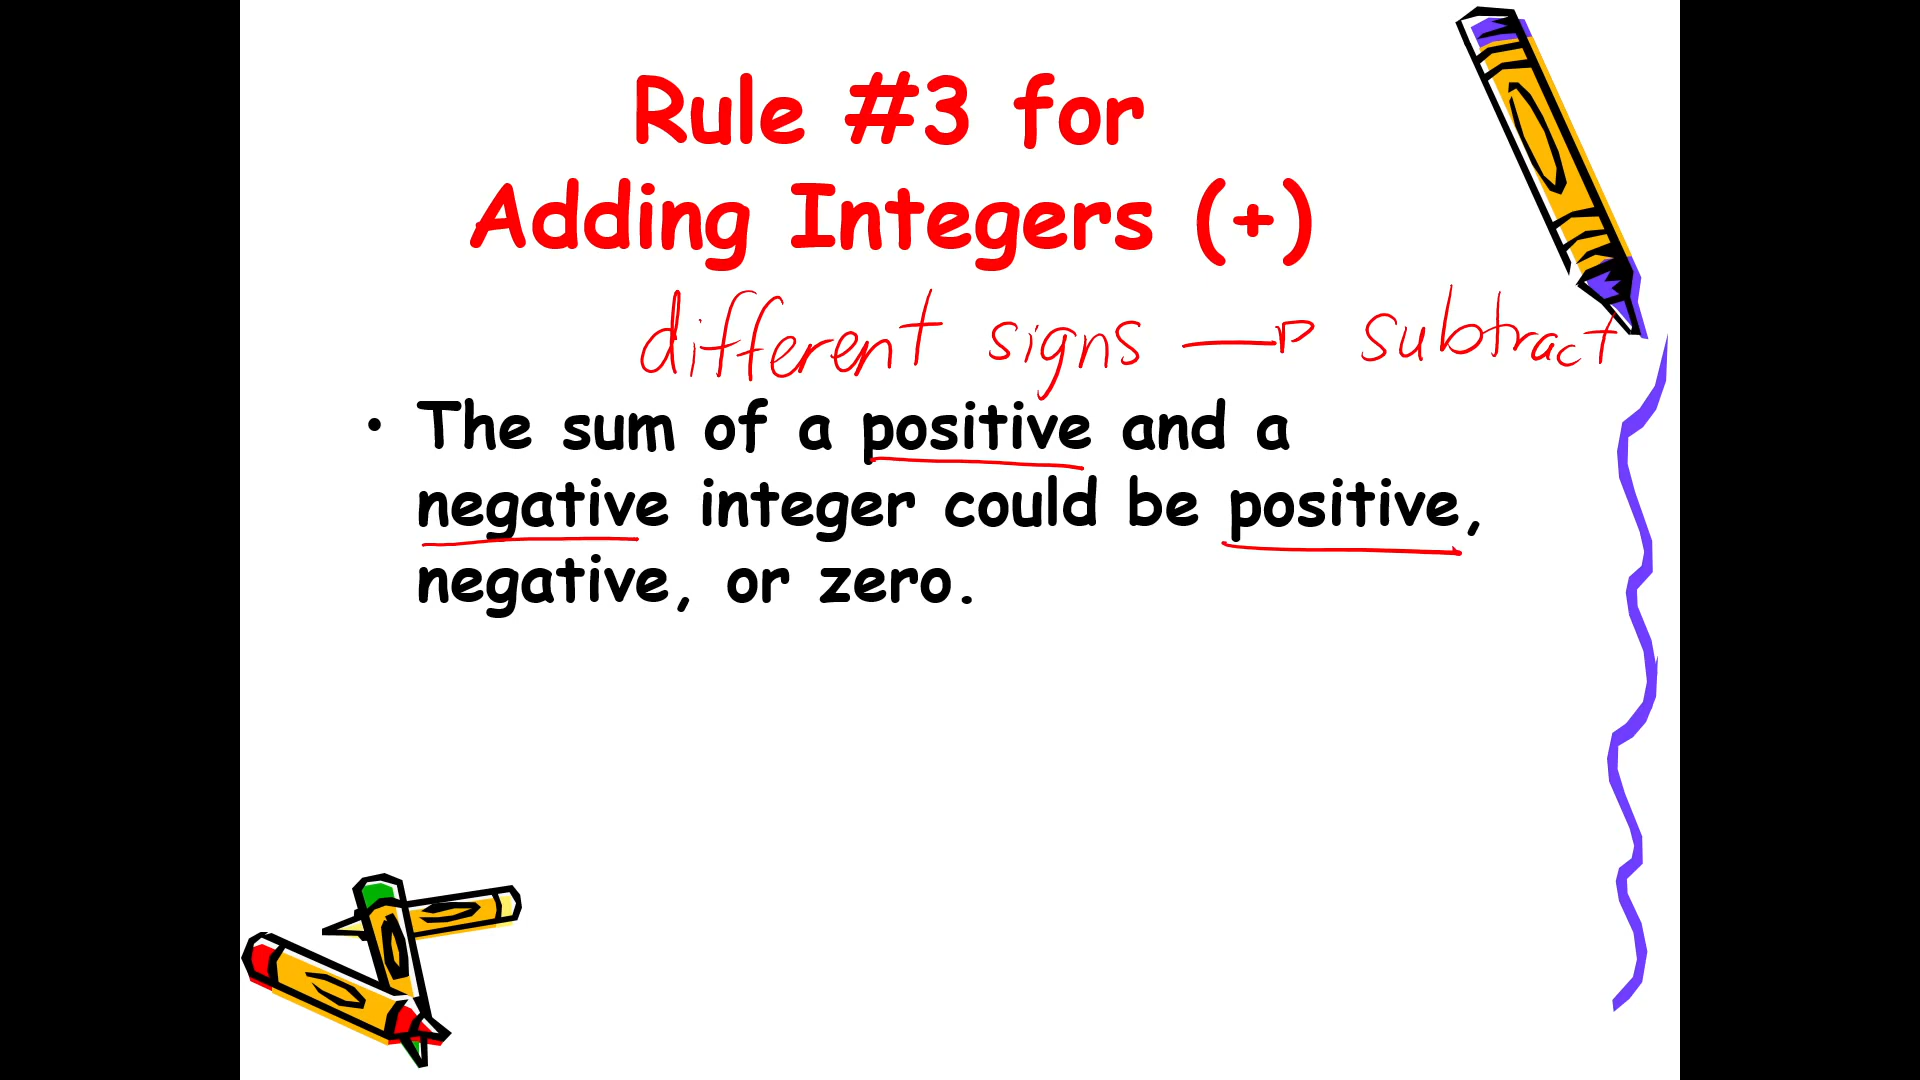 Rule #3 for
Adding Integers (+)
different signs → subtract
• The sum of a positive and a
negative integer could be positive,
negative, or zero.